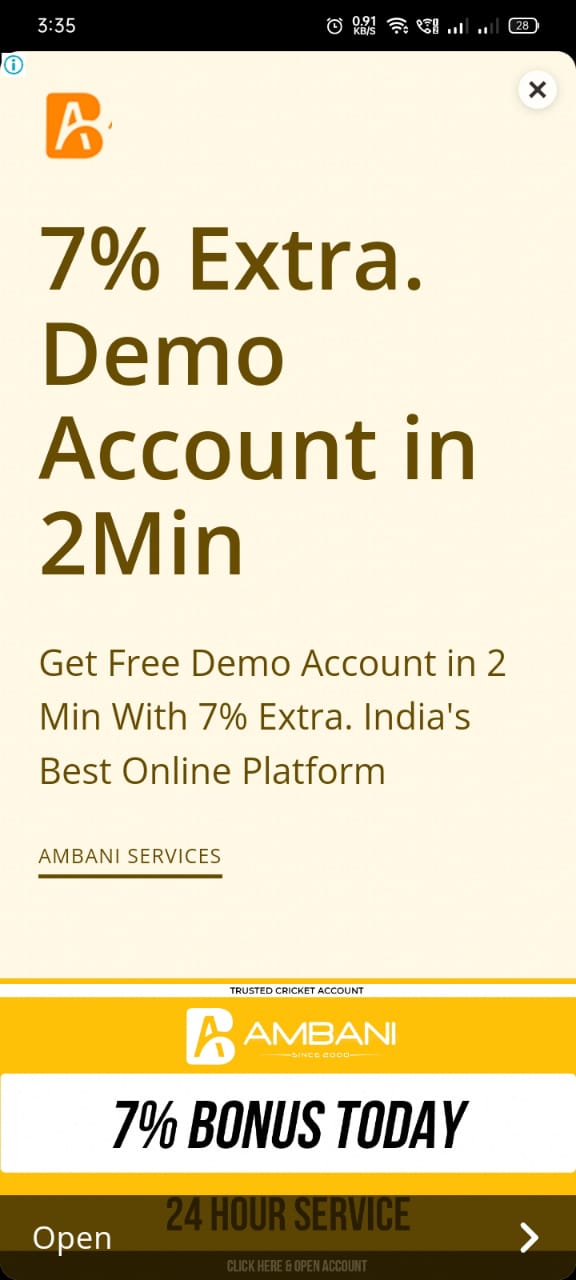 3:35
0.91
KB/S
28
7% Extra.
Demo
Account in
2Min
Get Free Demo Account in 2
Min With 7% Extra. India's
Best Online Platform
AMBANI SERVICES
TRUSTED CRICKET ACCOUNT
AMBANI
SINCE 2000
7% BONUS TODAY
24 HOUR SERVICE
Open
CLICK HERE & OPEN ACCOUNT